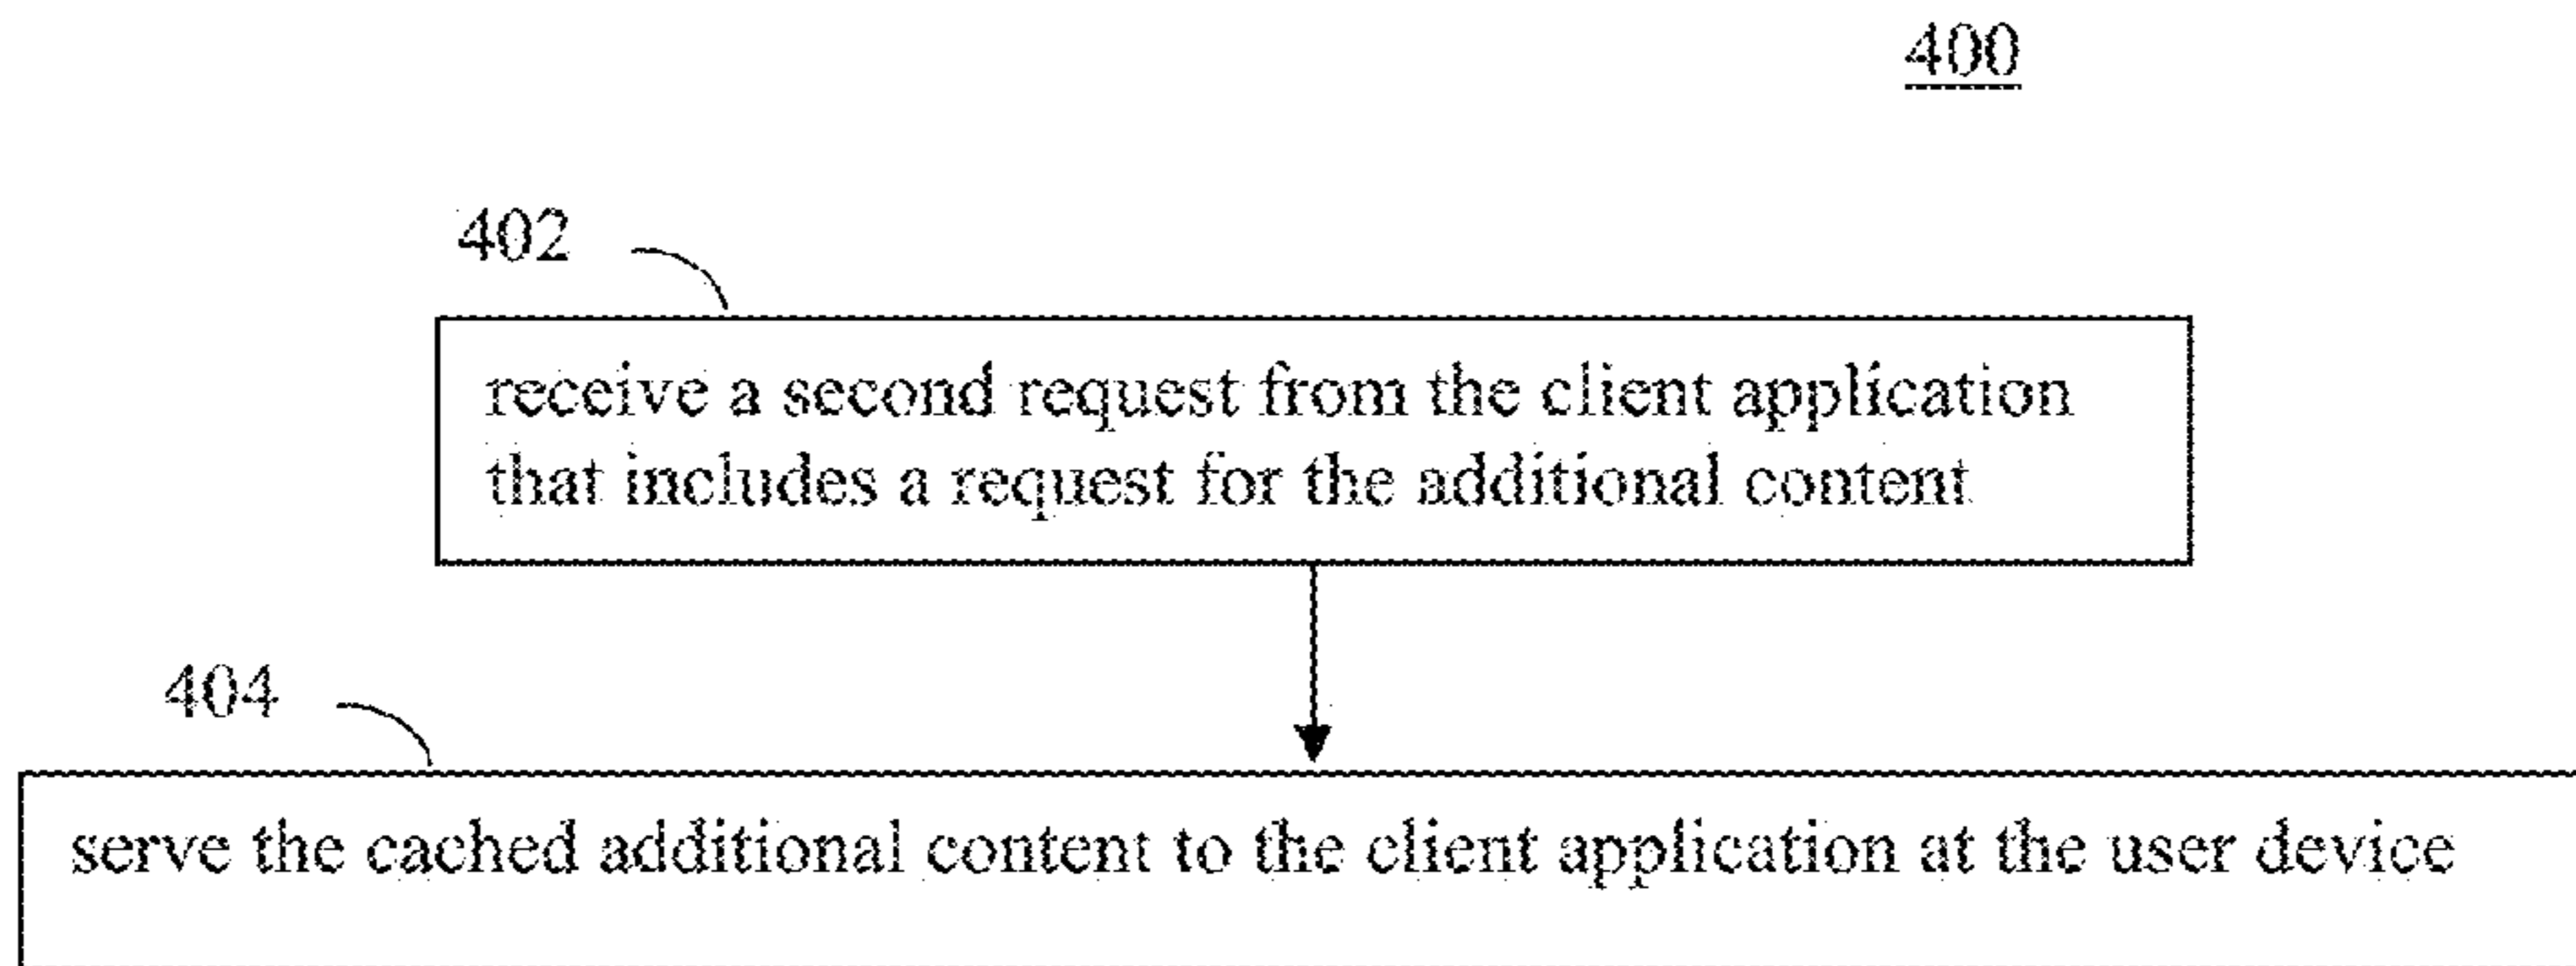 400
402
receive a second request from the client application
that includes a request for the additional content
404
serve the cached additional content to the client application at the user device